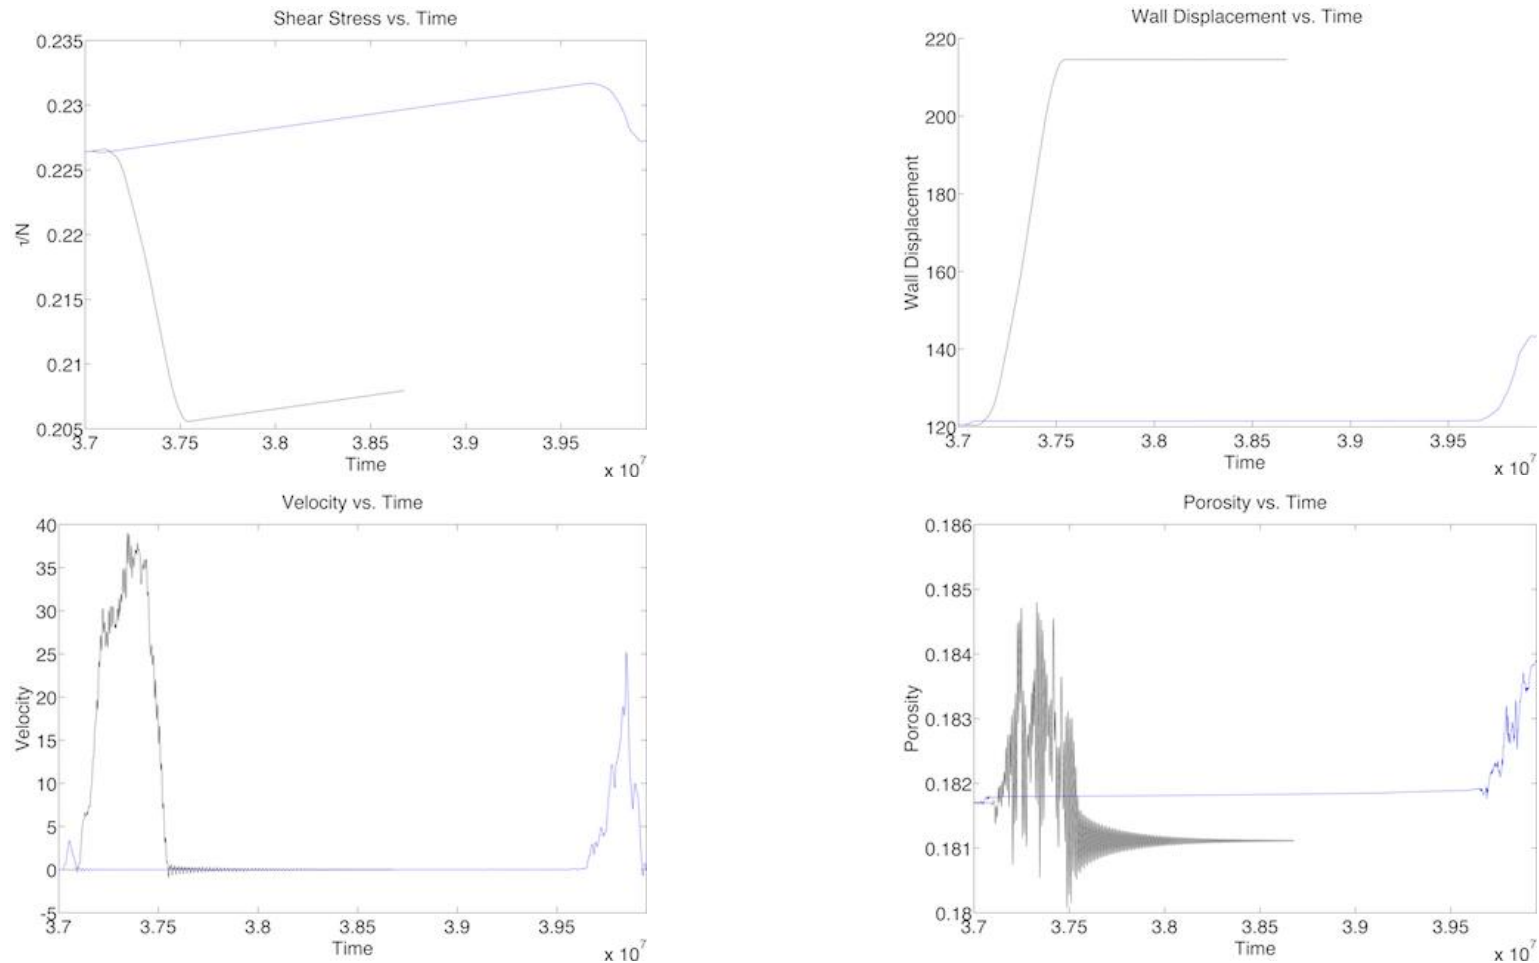 Shear Stress vs. Time
0.235
0.23
0.225
0.22
0.215
0.21
0.205
τ/N
3.7 3.75 3.8 3.85 3.9 3.95
Time
x 10^7
Wall Displacement vs. Time
220
200
180
160
140
120
Wall Displacement
3.7 3.75 3.8 3.85 3.9 3.95
Time
x 10^7
Velocity vs. Time
40
35
30
25
20
15
10
5
0
-5
Velocity
3.7 3.75 3.8 3.85 3.9 3.95
Time
x 10^7
Porosity vs. Time
0.186
0.185
0.184
0.183
0.182
0.181
0.18
Porosity
3.7 3.75 3.8 3.85 3.9 3.95
Time
x 10^7